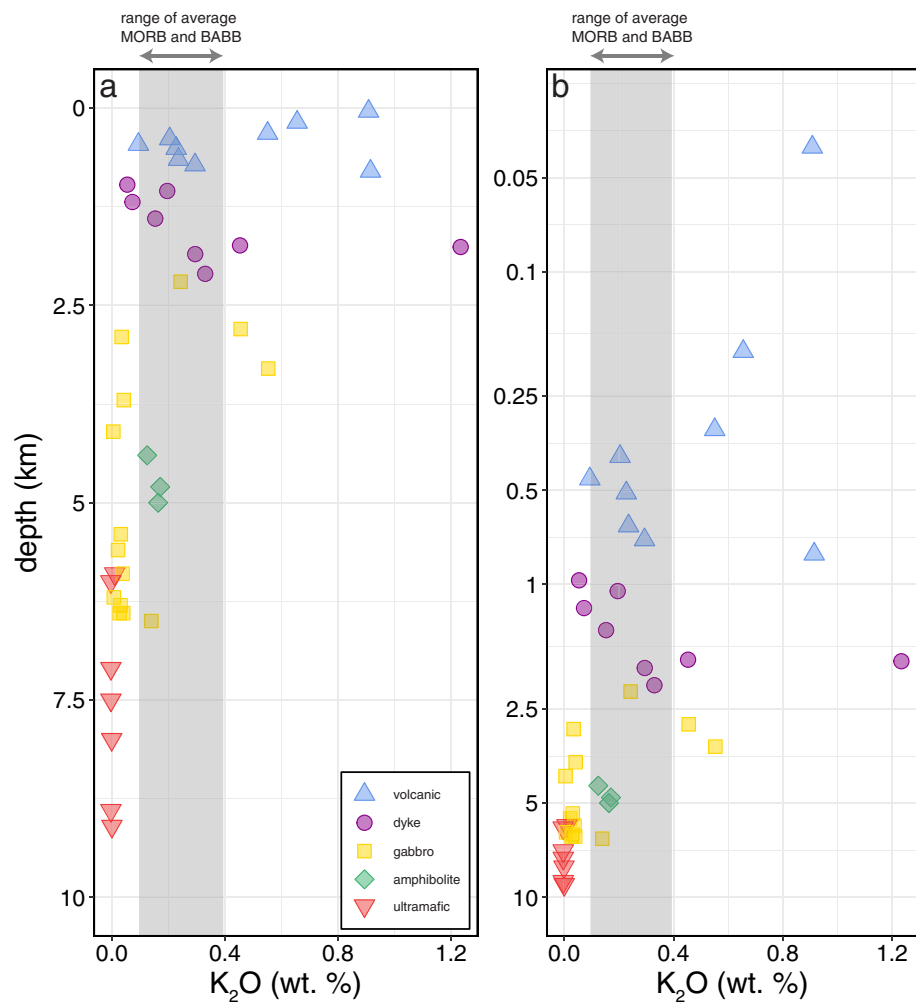 range of average
MORB and BABB
range of average
MORB and BABB
a
b
0
2.5
5
7.5
10
depth (km)
0.05
0.1
0.25
0.5
1
2.5
5
10
volcanic
dyke
gabbro
amphibolite
ultramafic
0.0 0.4 0.8 1.2
0.0 0.4 0.8 1.2
K₂O (wt. %)
K₂O (wt. %)